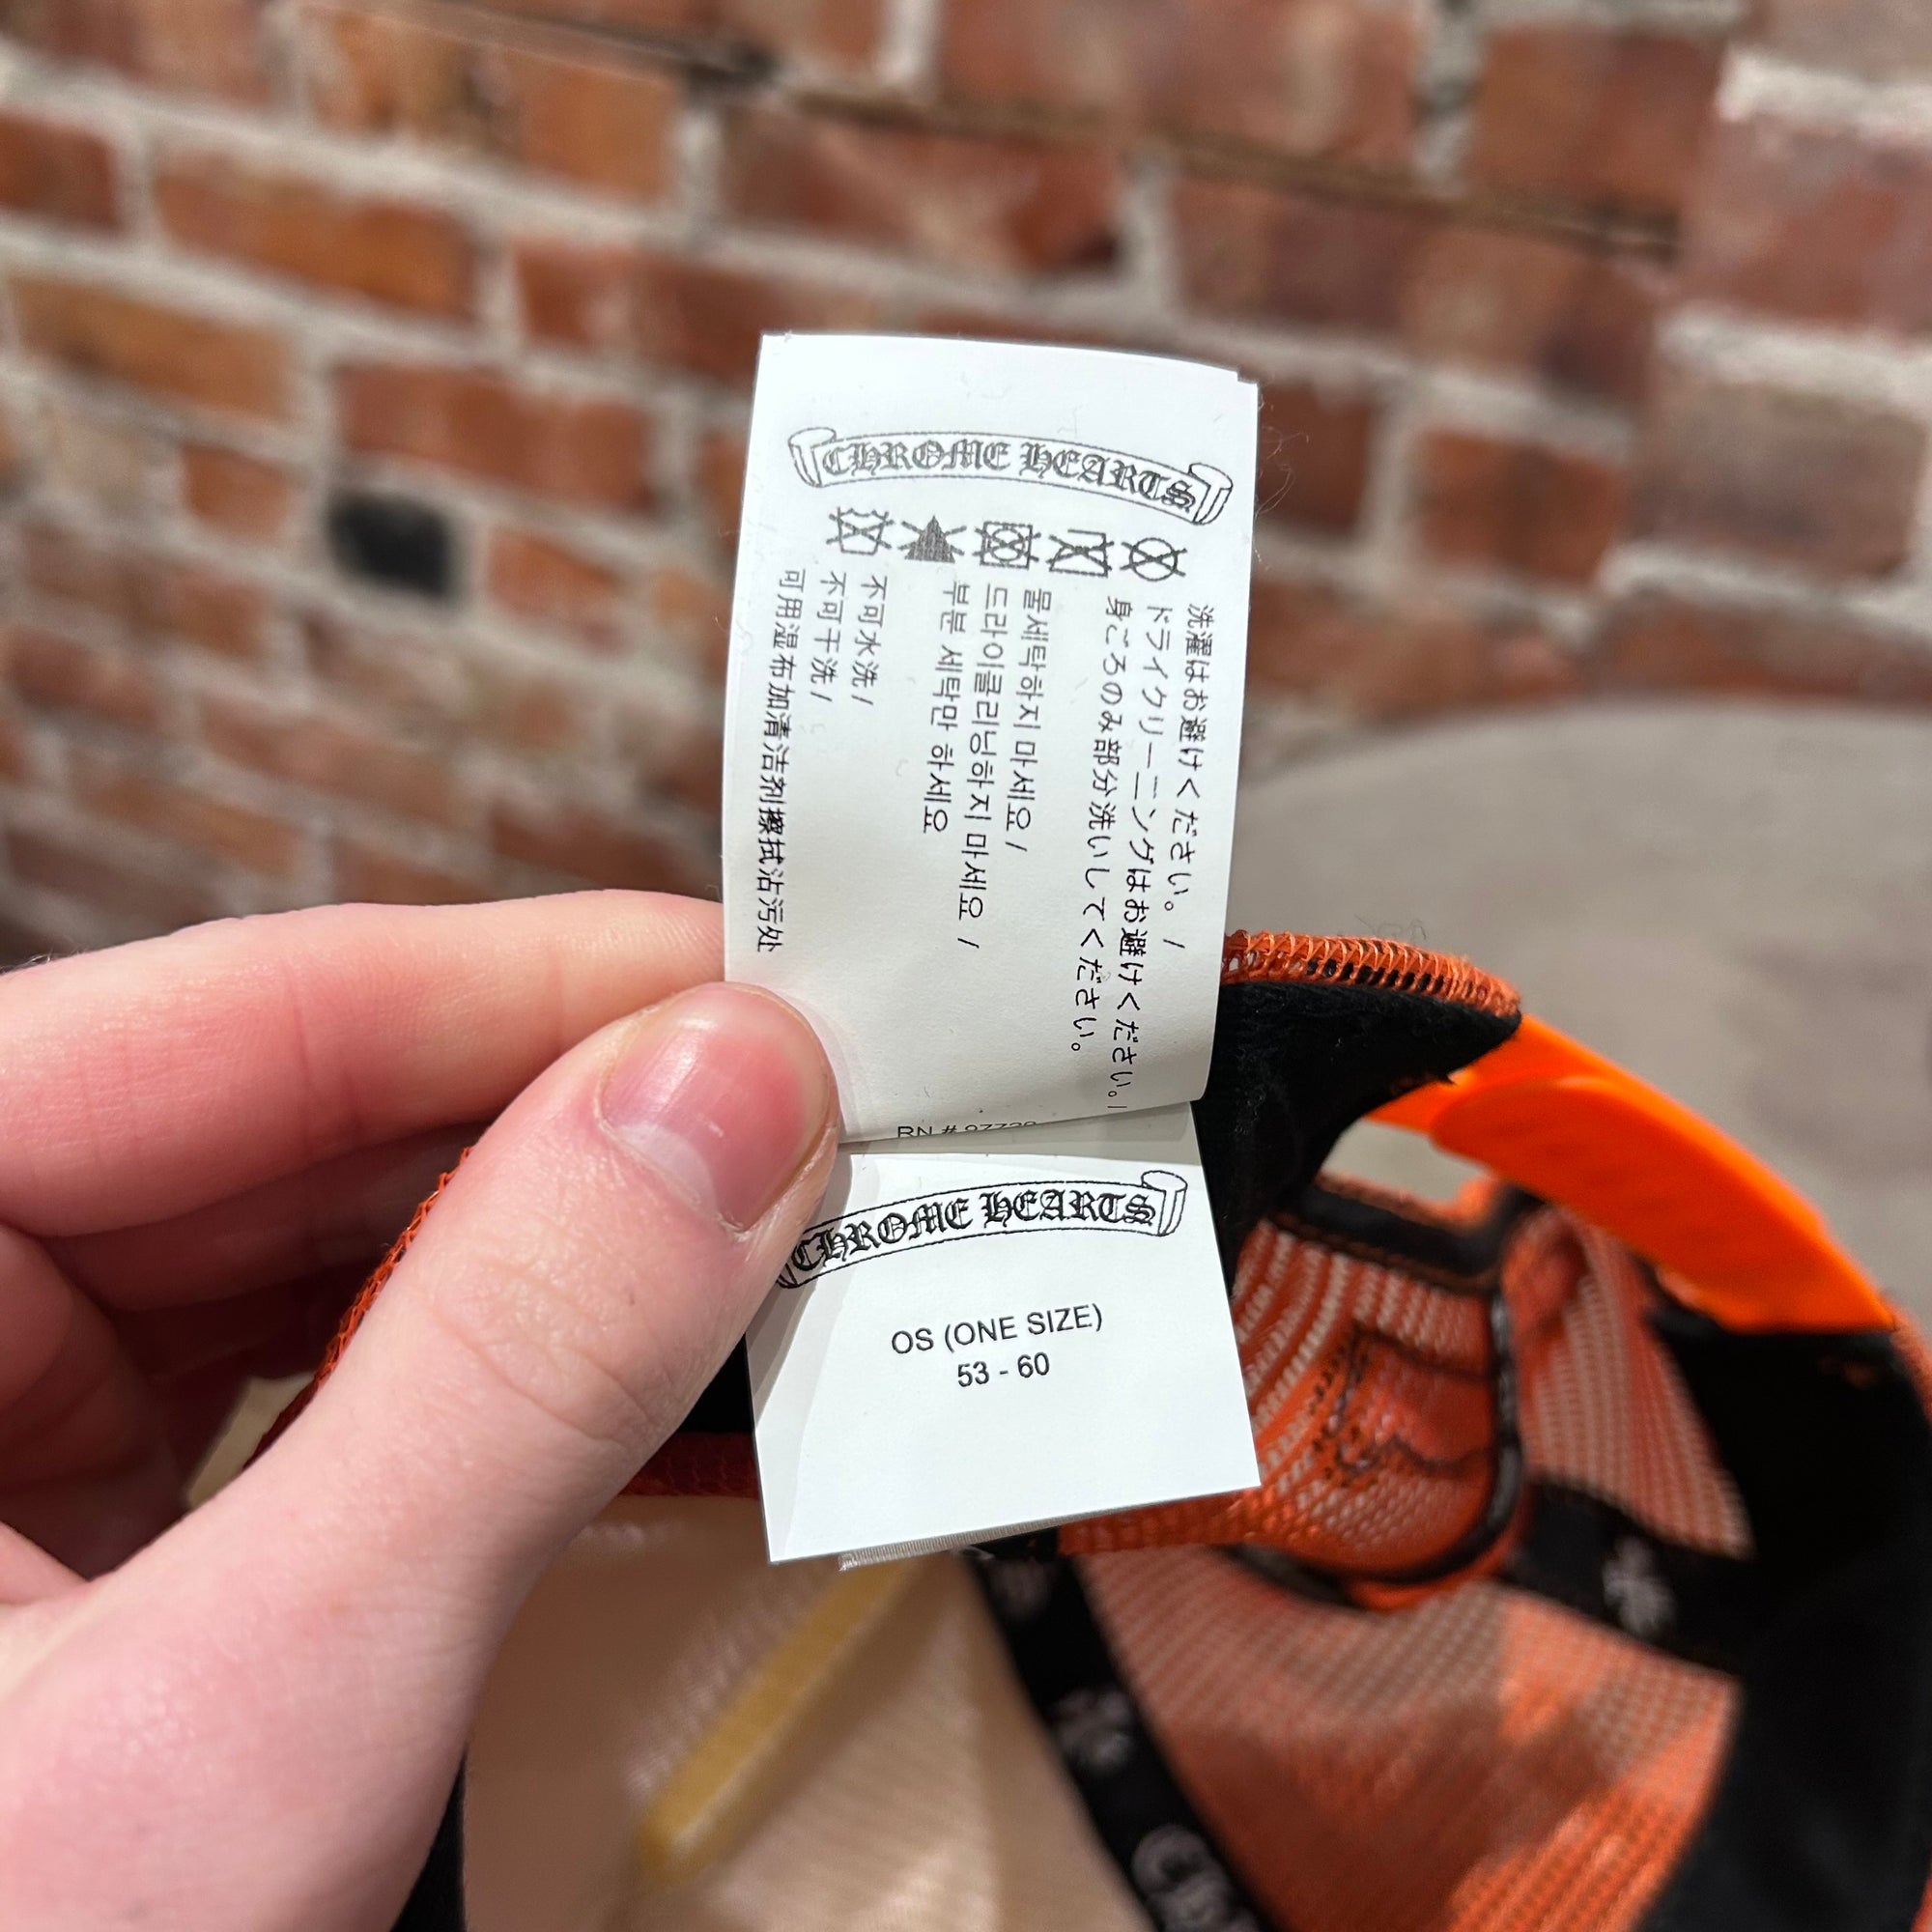 CHROME HEARTS
洗濯はお避けください。/
ドライクリーニングはお避けください。/
身ごろのみ部分洗いしてください。
물세탁하지 마세요 /
드라이클리닝하지 마세요 /
부분 세탁만 하세요
不可水洗 /
不可干洗 /
可用湿布加清洁剂擦拭沾污处
RN #
CHROME HEARTS
OS (ONE SIZE)
53 - 60